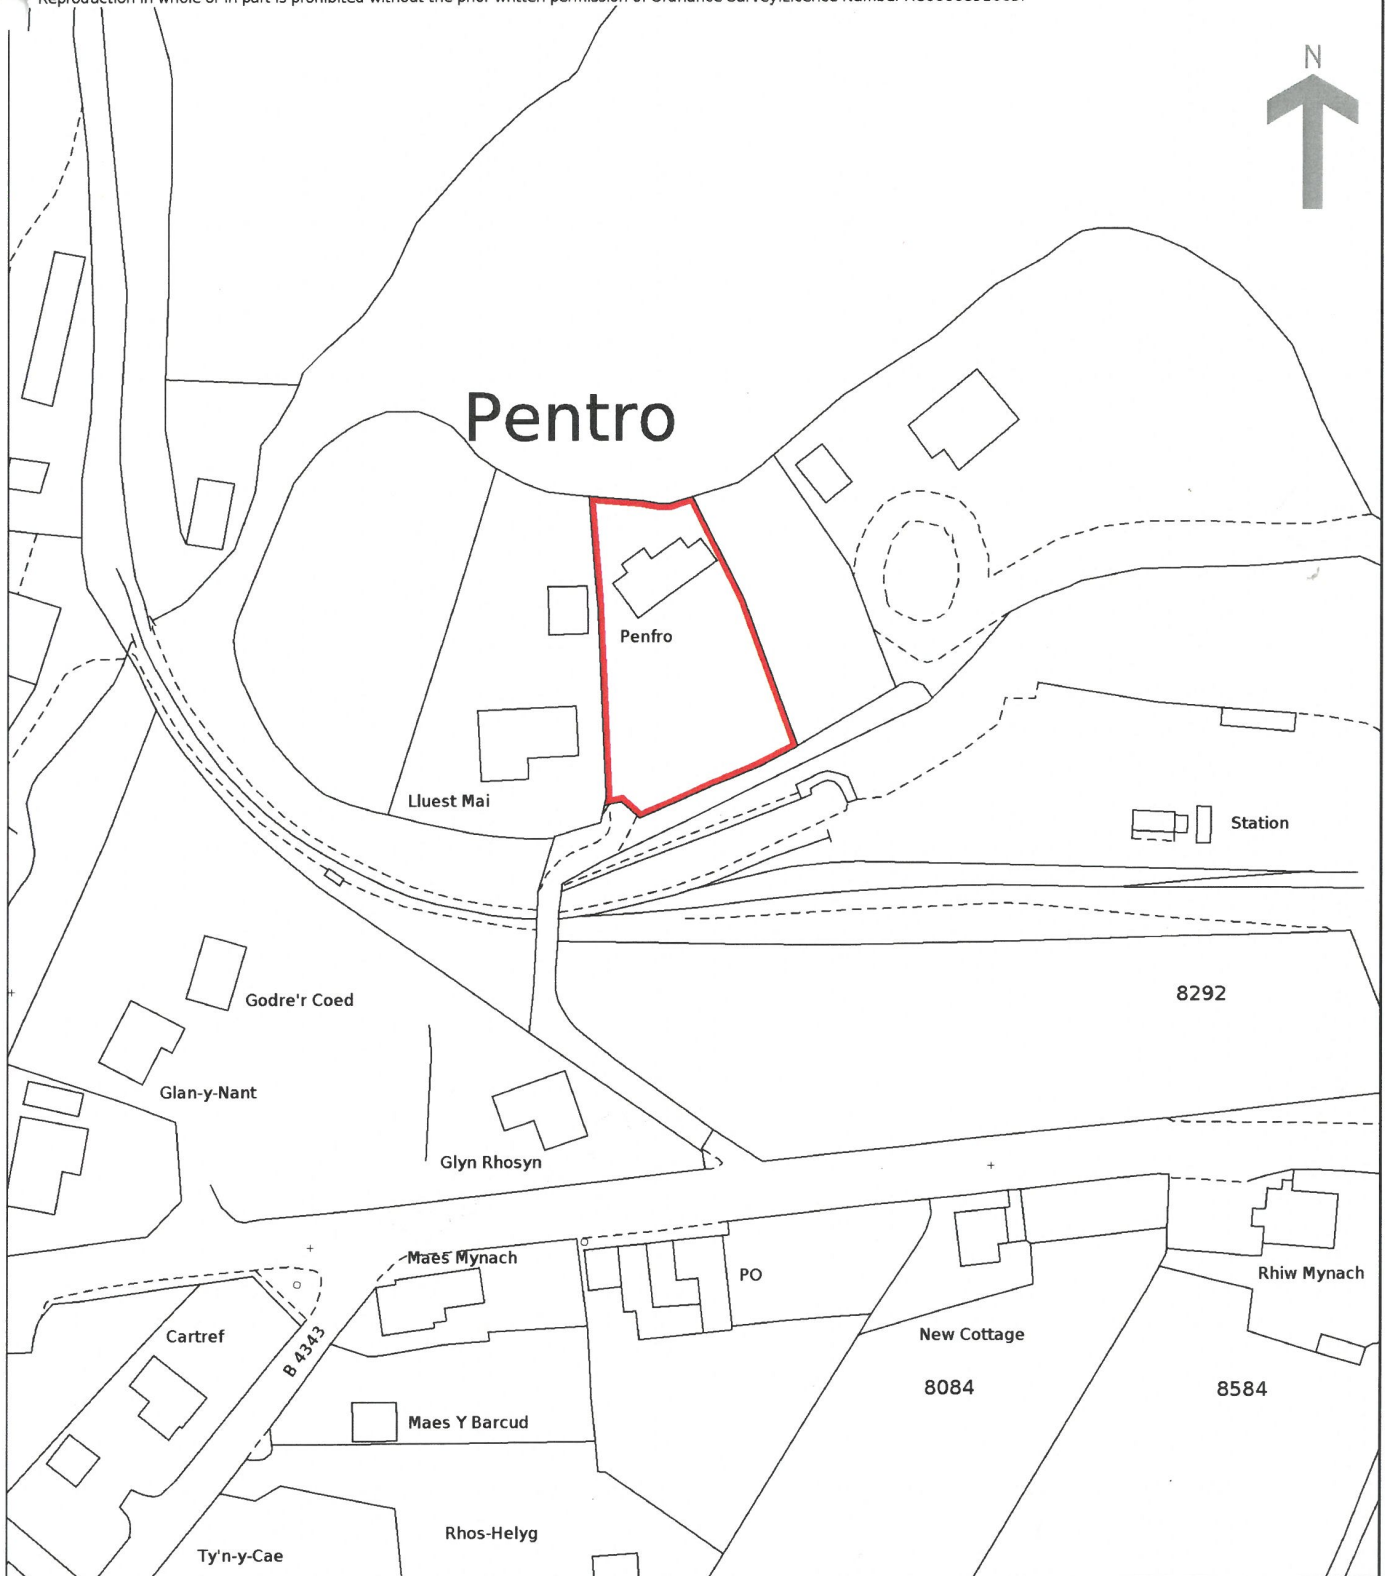 N
Pentro
Penfro
Lluest Mai
Station
8292
Godre'r Coed
Glan-y-Nant
Glyn Rhosyn
Maes Mynach
PO
Rhiw Mynach
Cartref
B 4343
New Cottage
8084
8584
Maes Y Barcud
Rhos-Helyg
Ty'n-y-Cae